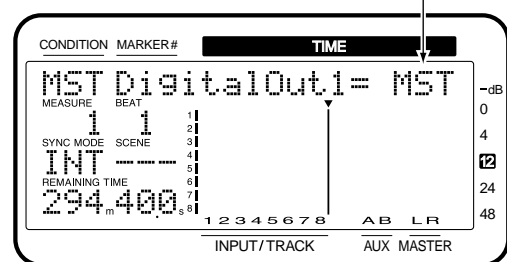 CONDITION MARKER# TIME
MST DigitalOut1= MST
MEASURE BEAT
1 1
SYNC MODE SCENE
INT ---
REMAINING TIME
294m400s
1
2
3
4
5
6
7
8
1 2 3 4 5 6 7 8 AB LR
INPUT/TRACK AUX MASTER
-dB
0
4
12
24
48